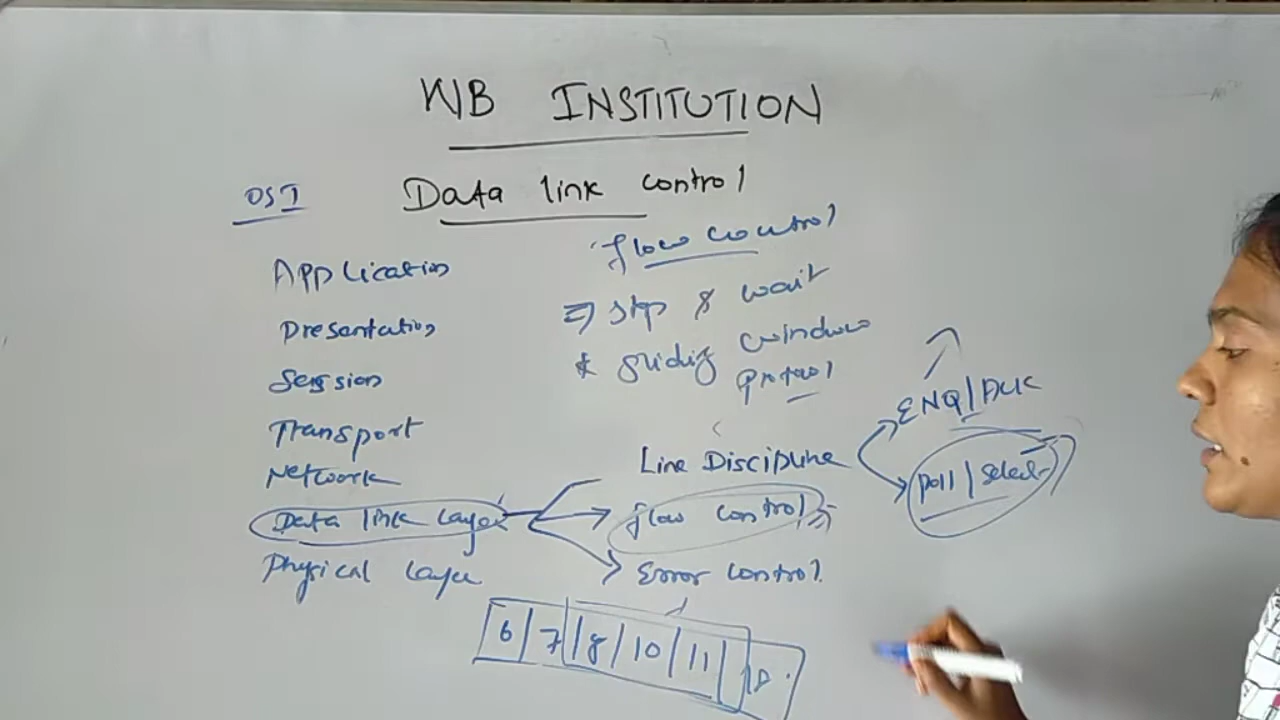 WB INSTITUTION
Data link control
OSI
Application
Presentation
Session
Transport
Network
Data link Layer
Physical Layer
flow control
=> stop & wait
* sliding window
protocol
Line Discipline
flow control
Error control.
ENQ/ACK
poll/select
6 | 7 | 8 | 10 | 11